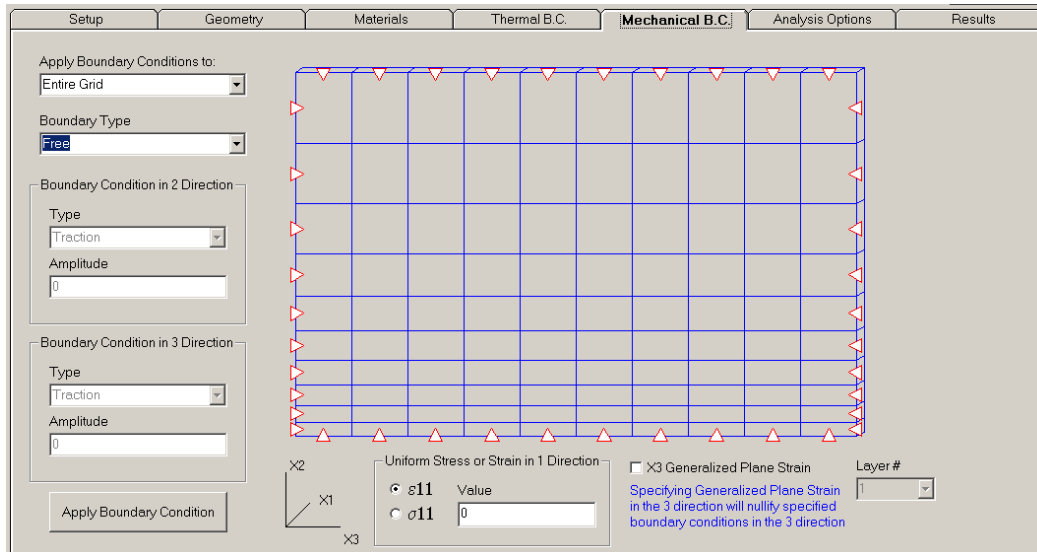 Setup
Geometry
Materials
Thermal B.C.
Mechanical B.C.
Analysis Options
Results
Apply Boundary Conditions to:
Entire Grid
Boundary Type
Free
Boundary Condition in 2 Direction
Type
Traction
Amplitude
0
Boundary Condition in 3 Direction
Type
Traction
Amplitude
0
Apply Boundary Condition
X2
X1
X3
Uniform Stress or Strain in 1 Direction
ε11
σ11
Value
0
X3 Generalized Plane Strain
Specifying Generalized Plane Strain
in the 3 direction will nullify specified
boundary conditions in the 3 direction
Layer #
1